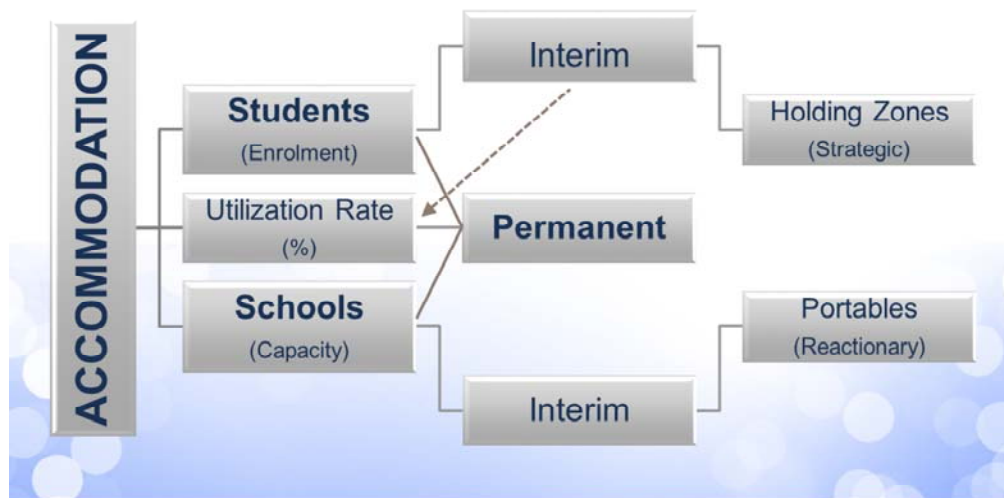 ACCOMMODATION
Students
(Enrolment)
Utilization Rate
(%)
Schools
(Capacity)
Interim
Permanent
Interim
Holding Zones
(Strategic)
Portables
(Reactionary)